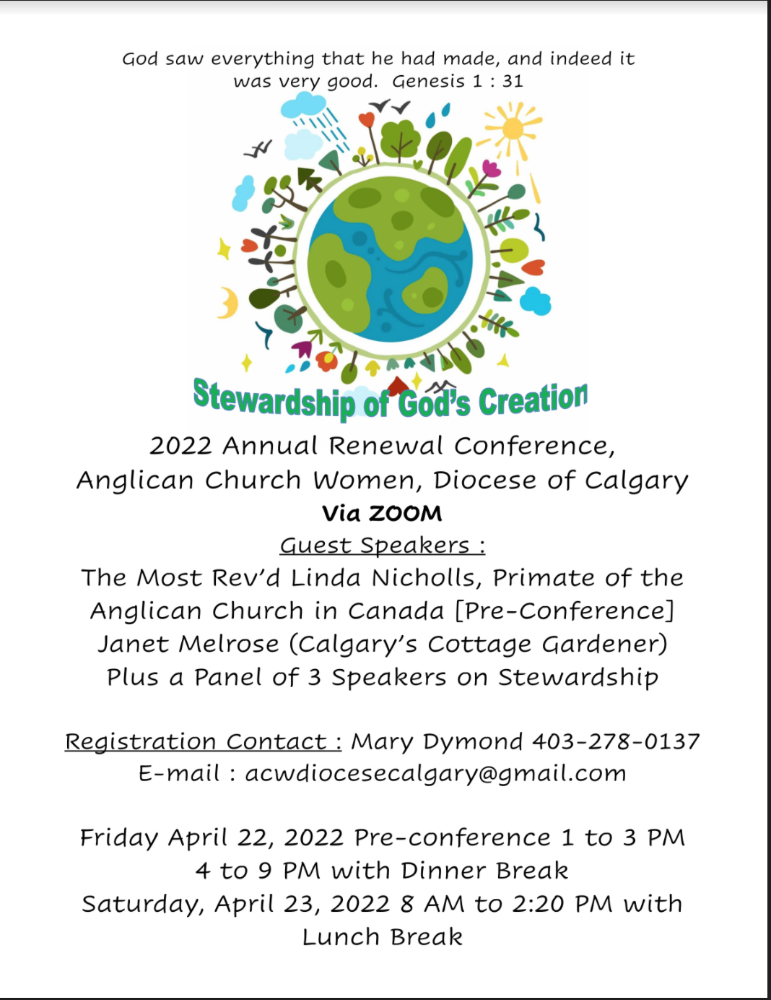 God saw everything that he had made, and indeed it
was very good. Genesis 1 : 31
Stewardship of God's Creation
2022 Annual Renewal Conference,
Anglican Church Women, Diocese of Calgary
Via ZOOM
Guest Speakers :
The Most Rev'd Linda Nicholls, Primate of the
Anglican Church in Canada [Pre-Conference]
Janet Melrose (Calgary's Cottage Gardener)
Plus a Panel of 3 Speakers on Stewardship
Registration Contact : Mary Dymond 403-278-0137
E-mail : acwdiocesecalgary@gmail.com
Friday April 22, 2022 Pre-conference 1 to 3 PM
4 to 9 PM with Dinner Break
Saturday, April 23, 2022 8 AM to 2:20 PM with
Lunch Break